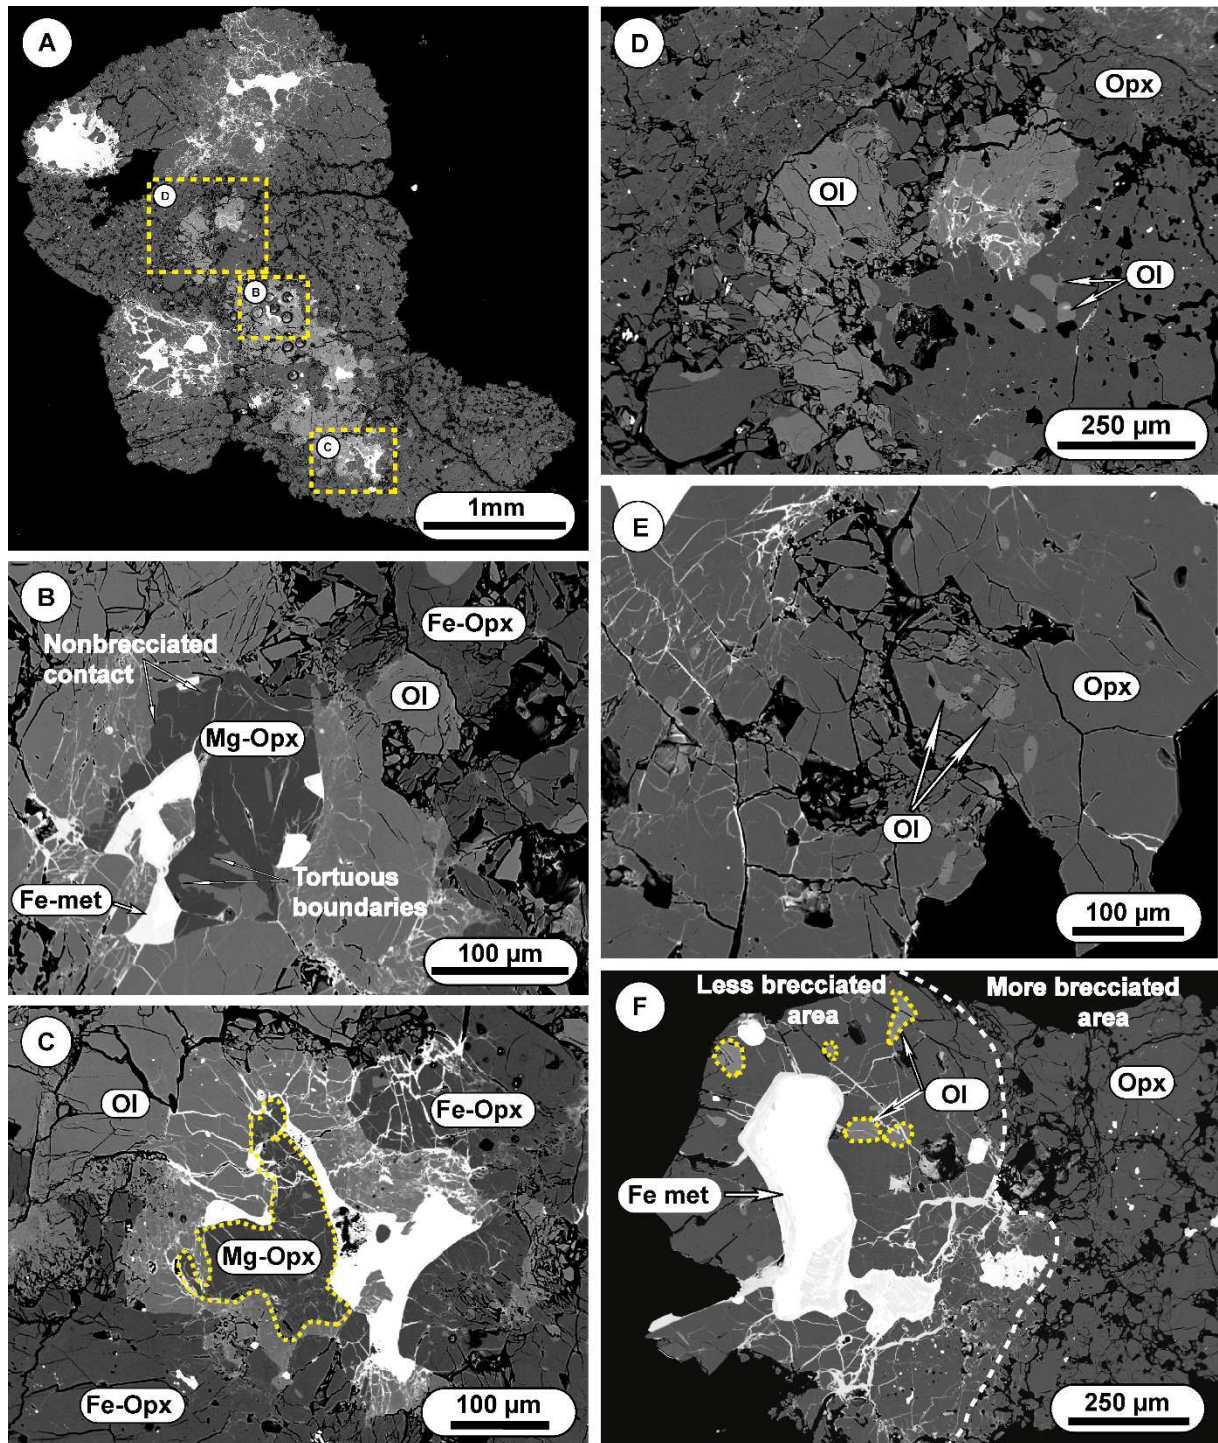 A
D
B
C
1mm
B
Nonbrecciated
contact
Fe-Opx
Ol
Mg-Opx
Fe-met
Tortuous
boundaries
100 µm
C
Ol
Fe-Opx
Mg-Opx
Fe-Opx
100 µm
D
Opx
Ol
Ol
250 µm
E
Opx
Ol
100 µm
F
Less brecciated
area
More brecciated
area
Ol
Opx
Fe met
250 µm